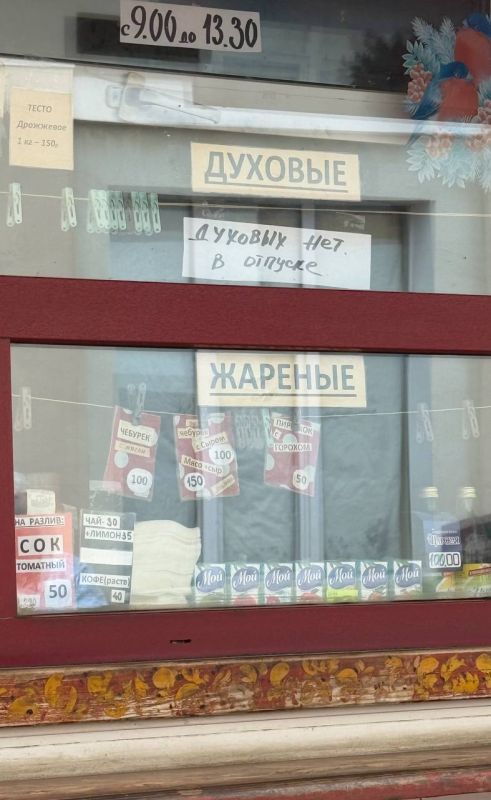 с 9.00 до 13.30
ТЕСТО
Дрожжевое
1 кг – 150р
ДУХОВЫЕ
ДУХОВЫХ НЕТ.
В ОТПУСКЕ
ЖАРЕНЫЕ
ЧЕБУРЕК
мясом
100
чебурек
с Сыром
100
Мясо+сыр
150
ПИРОЖОК
с
ГОРОХОМ
50
НА РАЗЛИВ:
СОК
ТОМАТНЫЙ
50
ЧАЙ- 30
+ЛИМОН 35
КОФЕ(раств)
40
Мой
Мой
Мой
Мой
Мой
Мой
Мой